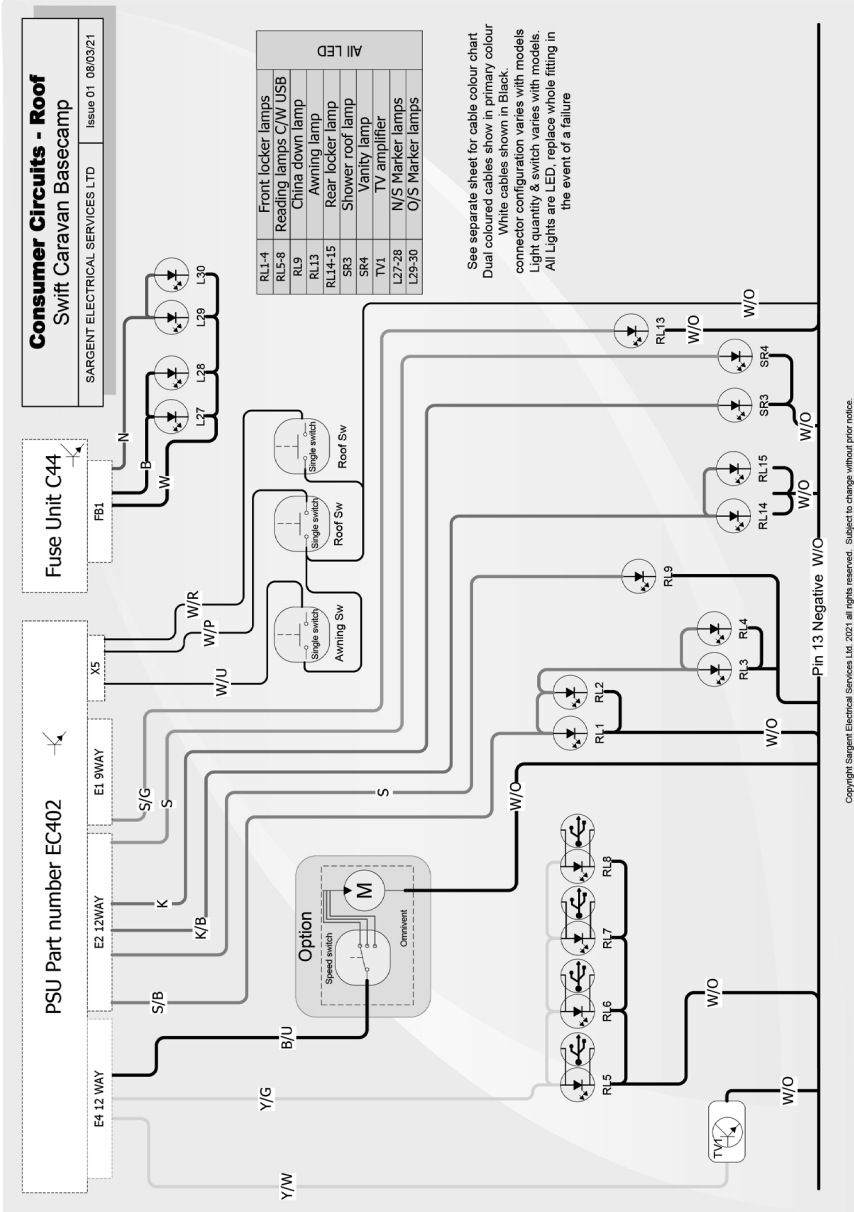 Consumer Circuits - Roof
Swift Caravan Basecamp
SARGENT ELECTRICAL SERVICES LTD
Issue 01 08/03/21
PSU Part number EC402
Fuse Unit C44
E4 12 WAY
E2 12WAY
E1 9WAY
X5
FB1
Y/W
Y/G
B/U
S/B
K/B
K
S
S/G
W/U
W/P
W/R
W
B
N
L27
L28
L29
L30
Option
Speed switch
M
Omnivent
Single switch
Awning Sw
Single switch
Roof Sw
Single switch
Roof Sw
RL1-4 Front locker lamps
RL5-8 Reading lamps C/W USB
RL9 China down lamp
RL13 Awning lamp
RL14-15 Rear locker lamp
SR3 Shower roof lamp
SR4 Vanity lamp
TV1 TV amplifier
L27-28 N/S Marker lamps
L29-30 O/S Marker lamps
All LED
See separate sheet for cable colour chart
Dual coloured cables show in primary colour
White cables shown in Black.
connector configuration varies with models
Light quantity & switch varies with models.
All Lights are LED, replace whole fitting in
the event of a failure
S
W/O
RL5
RL6
RL7
RL8
RL1
RL2
RL3
RL4
RL9
RL14
RL15
SR3
SR4
RL13
TV1
W/O
W/O
W/O
W/O
W/O
W/O
W/O
Pin 13 Negative W/O
Copyright Sargent Electrical Services Ltd. 2021 all rights reserved. Subject to change without prior notice.